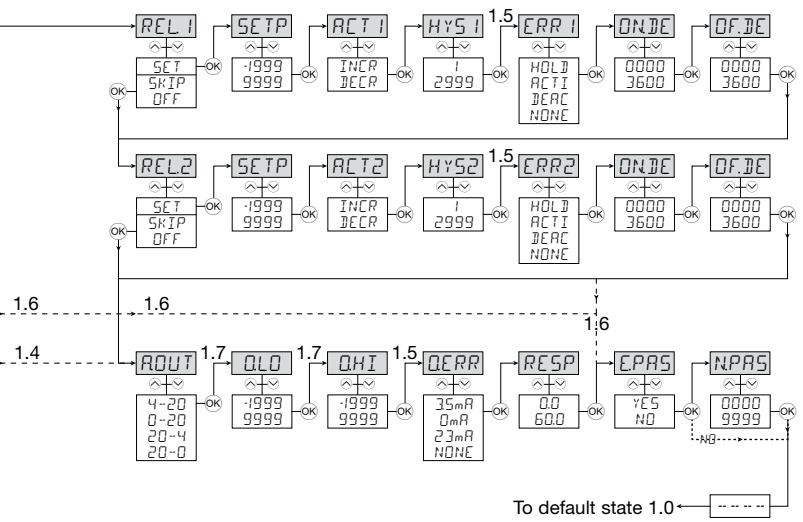 REL.1 SETP ACT1 HYS1 1.5 ERR1 ON.DE OF.DE
SET
SKIP
OFF
OK
OK
-1999
9999
OK
INCR
DECR
OK
1
2999
OK
HOLD
ACTI
DEAC
NONE
OK
0000
3600
OK
0000
3600
OK
REL.2 SETP ACT2 HYS2 1.5 ERR2 ON.DE OF.DE
SET
SKIP
OFF
OK
OK
-1999
9999
OK
INCR
DECR
OK
1
2999
OK
HOLD
ACTI
DEAC
NONE
OK
0000
3600
OK
0000
3600
OK
1.6 1.6
1.6
1.4
A.OUT 1.7 O.LO 1.7 O.HI 1.5 O.ERR RESP E.PAS N.PAS
4--20
0--20
20--4
20--0
OK
-1999
9999
OK
-1999
9999
OK
3.5mA
0mA
23mA
NONE
OK
0.0
60.0
OK
YES
NO
OK
NO
0000
9999
OK
To default state 1.0
-- -- -- --